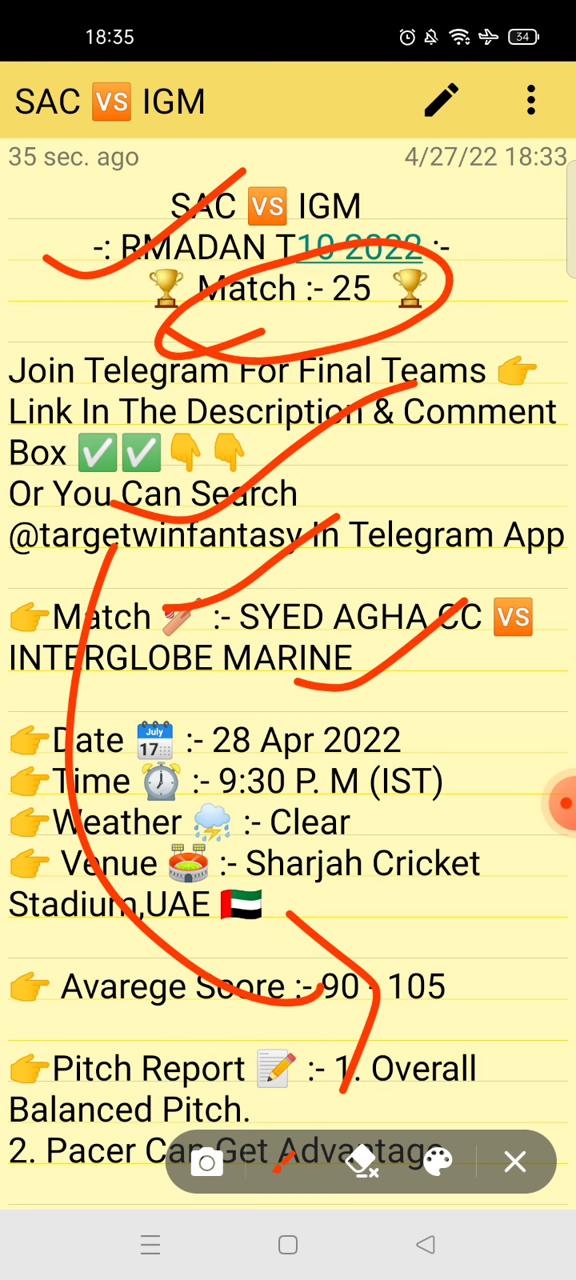 18:35
34
SAC VS IGM
35 sec. ago 4/27/22 18:33
SAC VS IGM
-: RMADAN T10 2022 :-
🏆 Match :- 25 🏆
Join Telegram For Final Teams 👉
Link In The Description & Comment
Box ✅✅👇👇
Or You Can Search
@targetwinfantasy In Telegram App
👉Match 🏏 :- SYED AGHA CC VS
INTERGLOBE MARINE
👉Date 📅 :- 28 Apr 2022
👉Time ⏰ :- 9:30 P. M (IST)
👉Weather ⛈️ :- Clear
👉 Venue 🏟️ :- Sharjah Cricket
Stadium,UAE 🇦🇪
👉 Avarege Score :- 90 - 105
👉Pitch Report 📝 :- 1. Overall
Balanced Pitch.
2. Pacer Can Get Advantage